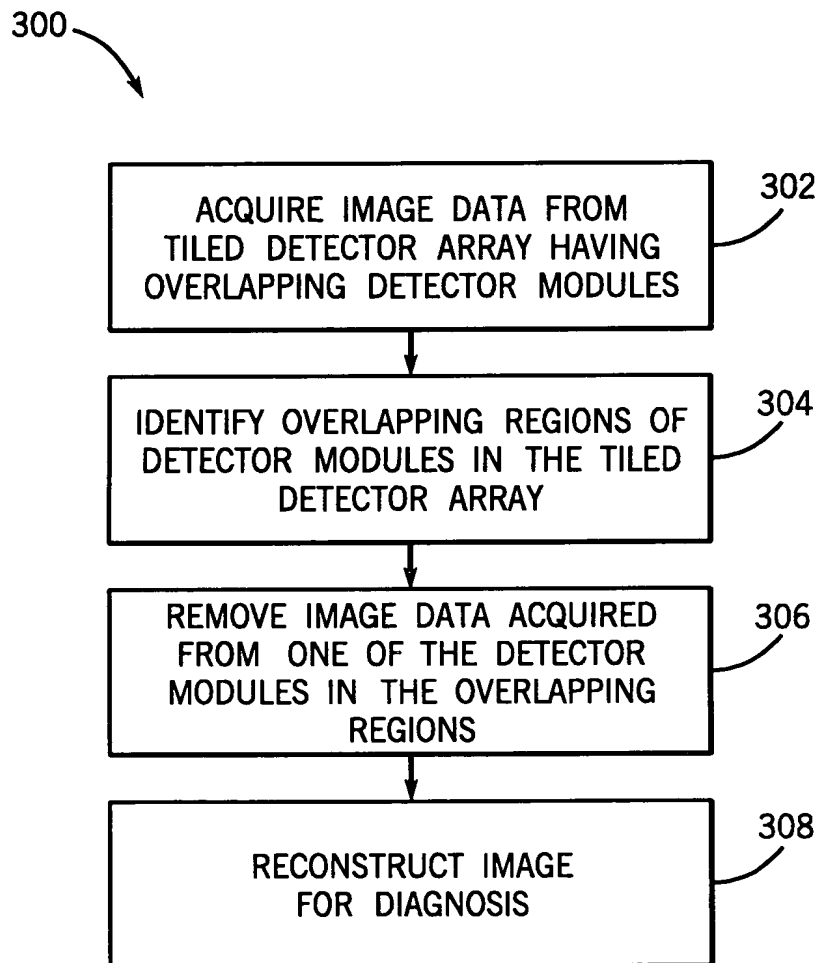 300
302
ACQUIRE IMAGE DATA FROM
TILED DETECTOR ARRAY HAVING
OVERLAPPING DETECTOR MODULES
304
IDENTIFY OVERLAPPING REGIONS OF
DETECTOR MODULES IN THE TILED
DETECTOR ARRAY
306
REMOVE IMAGE DATA ACQUIRED
FROM ONE OF THE DETECTOR
MODULES IN THE OVERLAPPING
REGIONS
308
RECONSTRUCT IMAGE
FOR DIAGNOSIS